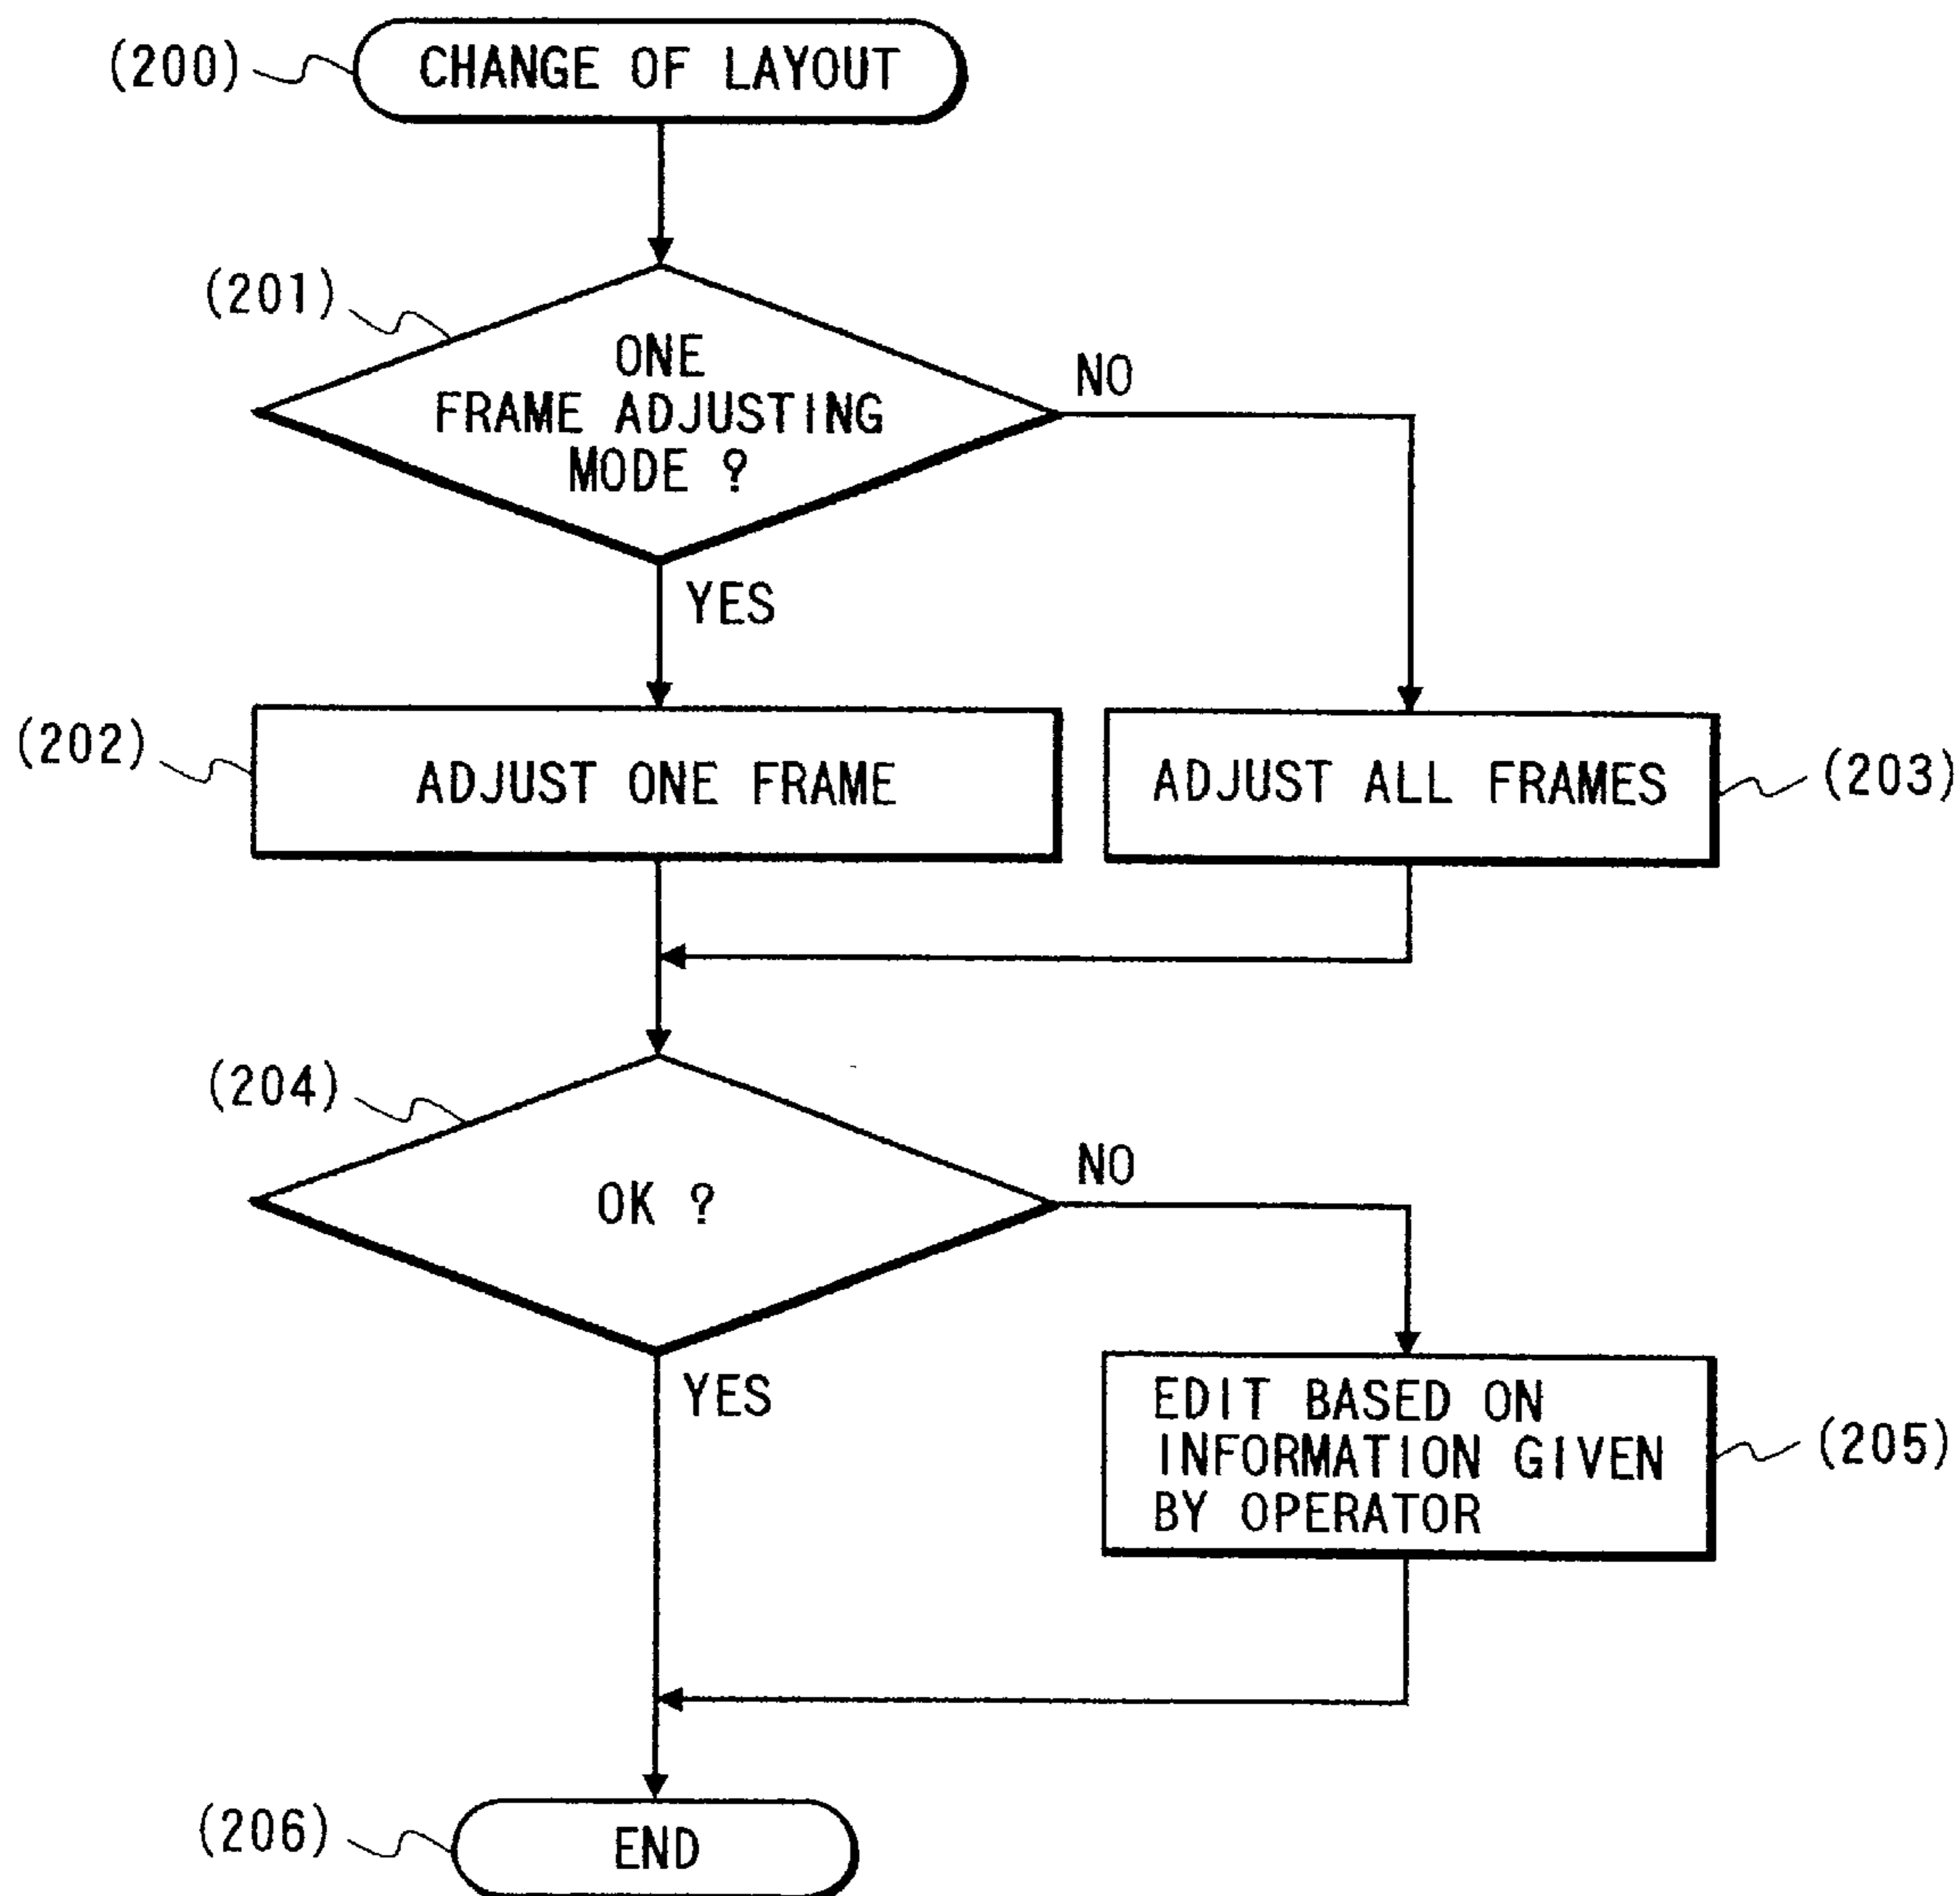 (200)
CHANGE OF LAYOUT
(201)
ONE
FRAME ADJUSTING
MODE ?
NO
YES
(202)
ADJUST ONE FRAME
ADJUST ALL FRAMES
(203)
(204)
OK ?
NO
YES
EDIT BASED ON
INFORMATION GIVEN
BY OPERATOR
(205)
(206)
END